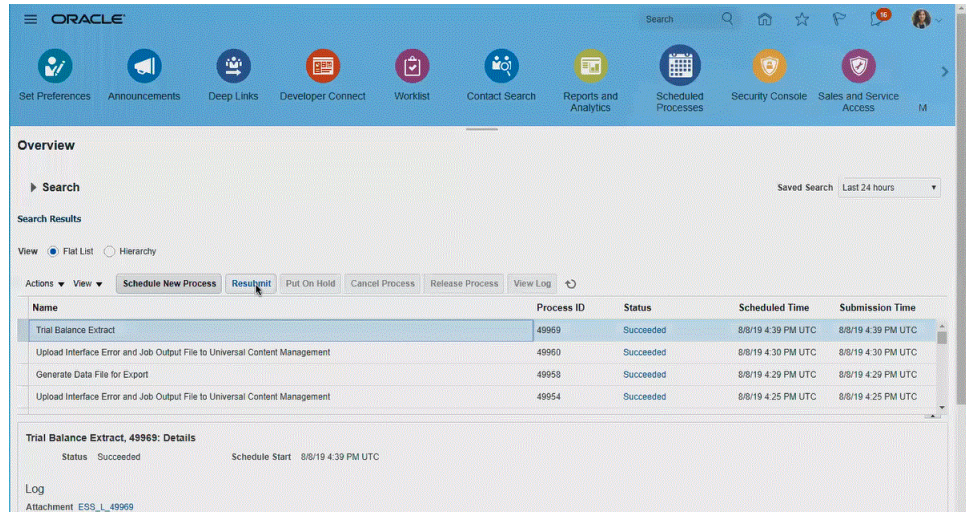 ORACLE
Search
16
Set Preferences
Announcements
Deep Links
Developer Connect
Worklist
Contact Search
Reports and
Analytics
Scheduled
Processes
Security Console
Sales and Service
Access
M
Overview
Search
Saved Search Last 24 hours
Search Results
View Flat List Hierarchy
Actions View Schedule New Process Resubmit Put On Hold Cancel Process Release Process View Log
Name Process ID Status Scheduled Time Submission Time
Trial Balance Extract 49969 Succeeded 8/8/19 4:39 PM UTC 8/8/19 4:39 PM UTC
Upload Interface Error and Job Output File to Universal Content Management 49960 Succeeded 8/8/19 4:30 PM UTC 8/8/19 4:30 PM UTC
Generate Data File for Export 49958 Succeeded 8/8/19 4:29 PM UTC 8/8/19 4:29 PM UTC
Upload Interface Error and Job Output File to Universal Content Management 49954 Succeeded 8/8/19 4:25 PM UTC 8/8/19 4:25 PM UTC
Trial Balance Extract, 49969: Details
Status Succeeded Schedule Start 8/8/19 4:39 PM UTC
Log
Attachment ESS_L_49969